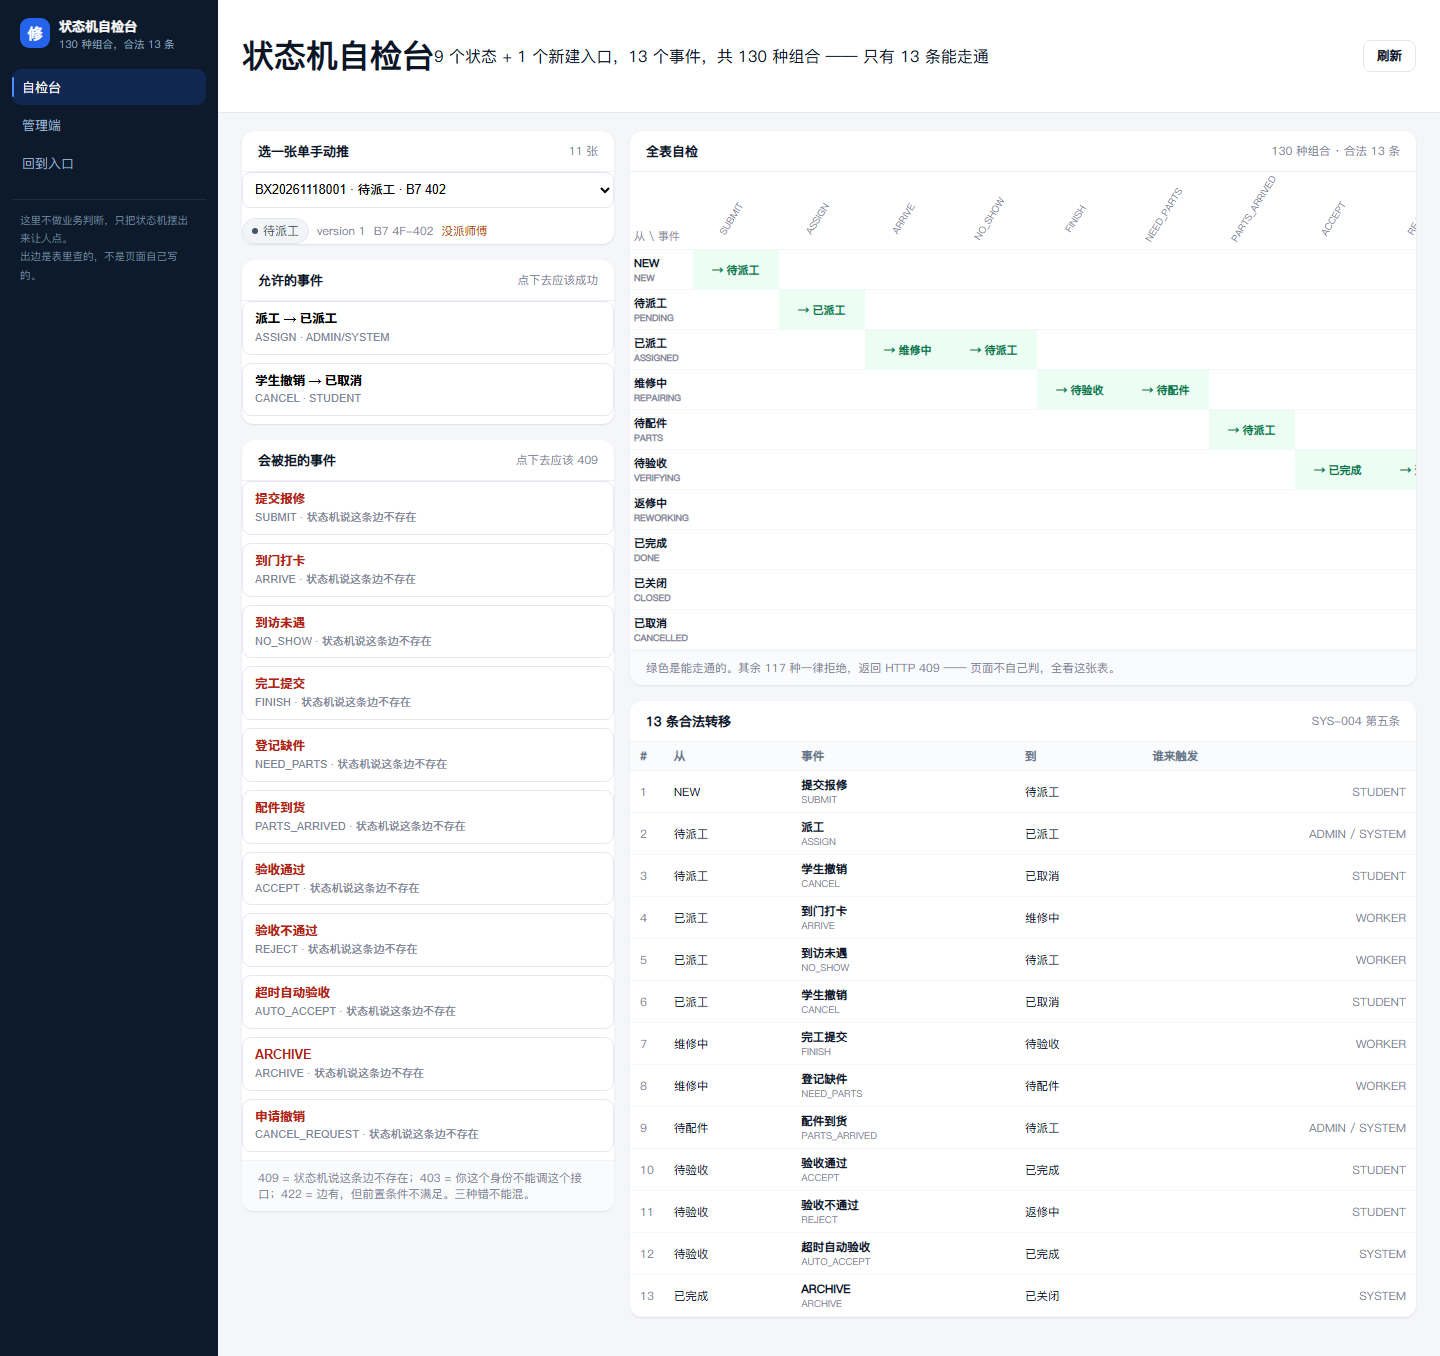 修
状态机自检台
130 种组合，合法 13 条
自检台
管理端
回到入口
这里不做业务判断，只把状态机摆出
来让人点。
出边是表里查的，不是页面自己写
的。
状态机自检台9 个状态 + 1 个新建入口，13 个事件，共 130 种组合 —— 只有 13 条能走通
刷新
选一张单手动推 11 张
BX20261118001 · 待派工 · B7 402
待派工 version 1 B7 4F-402 没派师傅
允许的事件 点下去应该成功
派工 → 已派工
ASSIGN · ADMIN/SYSTEM
学生撤销 → 已取消
CANCEL · STUDENT
会被拒的事件 点下去应该 409
提交报修
SUBMIT · 状态机说这条边不存在
到门打卡
ARRIVE · 状态机说这条边不存在
到访未遇
NO_SHOW · 状态机说这条边不存在
完工提交
FINISH · 状态机说这条边不存在
登记缺件
NEED_PARTS · 状态机说这条边不存在
配件到货
PARTS_ARRIVED · 状态机说这条边不存在
验收通过
ACCEPT · 状态机说这条边不存在
验收不通过
REJECT · 状态机说这条边不存在
超时自动验收
AUTO_ACCEPT · 状态机说这条边不存在
ARCHIVE
ARCHIVE · 状态机说这条边不存在
申请撤销
CANCEL_REQUEST · 状态机说这条边不存在
409 = 状态机说这条边不存在；403 = 你这个身份不能调这个接
口；422 = 边有，但前置条件不满足。三种错不能混。
全表自检 130 种组合 · 合法 13 条
从 \ 事件 SUBMIT ASSIGN ARRIVE NO_SHOW FINISH NEED_PARTS PARTS_ARRIVED ACCEPT
NEW → 待派工
NEW
待派工 → 已派工
PENDING
已派工 → 维修中 → 待派工
ASSIGNED
维修中 → 待验收 → 待配件
REPAIRING
待配件 → 待派工
PARTS
待验收 → 已完成 →
VERIFYING
返修中
REWORKING
已完成
DONE
已关闭
CLOSED
已取消
CANCELLED
绿色是能走通的。其余 117 种一律拒绝，返回 HTTP 409 —— 页面不自己判，全看这张表。
13 条合法转移 SYS-004 第五条
# 从 事件 到 谁来触发
1 NEW 提交报修 待派工 STUDENT
SUBMIT
2 待派工 派工 已派工 ADMIN / SYSTEM
ASSIGN
3 待派工 学生撤销 已取消 STUDENT
CANCEL
4 已派工 到门打卡 维修中 WORKER
ARRIVE
5 已派工 到访未遇 待派工 WORKER
NO_SHOW
6 已派工 学生撤销 已取消 STUDENT
CANCEL
7 维修中 完工提交 待验收 WORKER
FINISH
8 维修中 登记缺件 待配件 WORKER
NEED_PARTS
9 待配件 配件到货 待派工 ADMIN / SYSTEM
PARTS_ARRIVED
10 待验收 验收通过 已完成 STUDENT
ACCEPT
11 待验收 验收不通过 返修中 STUDENT
REJECT
12 待验收 超时自动验收 已完成 SYSTEM
AUTO_ACCEPT
13 已完成 ARCHIVE 已关闭 SYSTEM
ARCHIVE